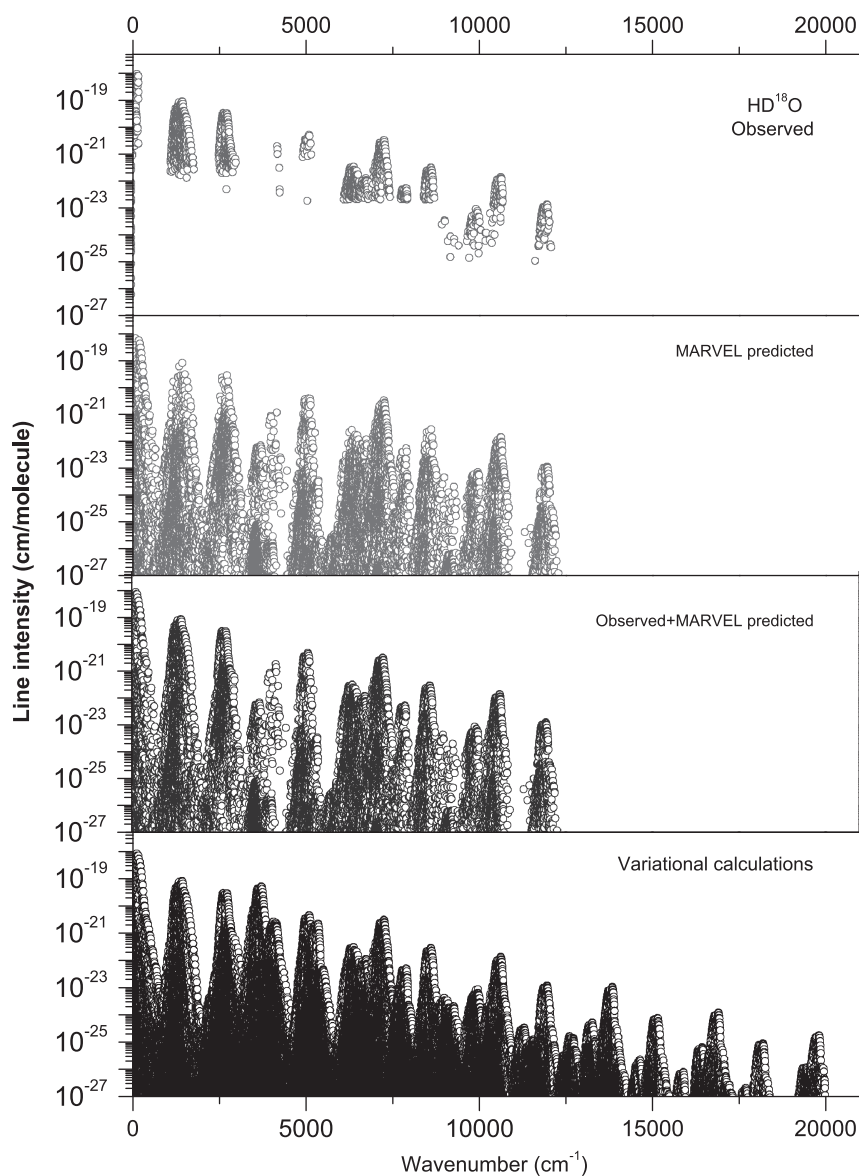 0 5000 10000 15000 20000
HD¹⁸O
Observed
10⁻¹⁹
10⁻²¹
10⁻²³
10⁻²⁵
10⁻²⁷
MARVEL predicted
10⁻¹⁹
10⁻²¹
10⁻²³
10⁻²⁵
10⁻²⁷
Observed+MARVEL predicted
10⁻¹⁹
10⁻²¹
10⁻²³
10⁻²⁵
10⁻²⁷
Variational calculations
10⁻¹⁹
10⁻²¹
10⁻²³
10⁻²⁵
10⁻²⁷
Line intensity (cm/molecule)
0 5000 10000 15000 20000
Wavenumber (cm⁻¹)